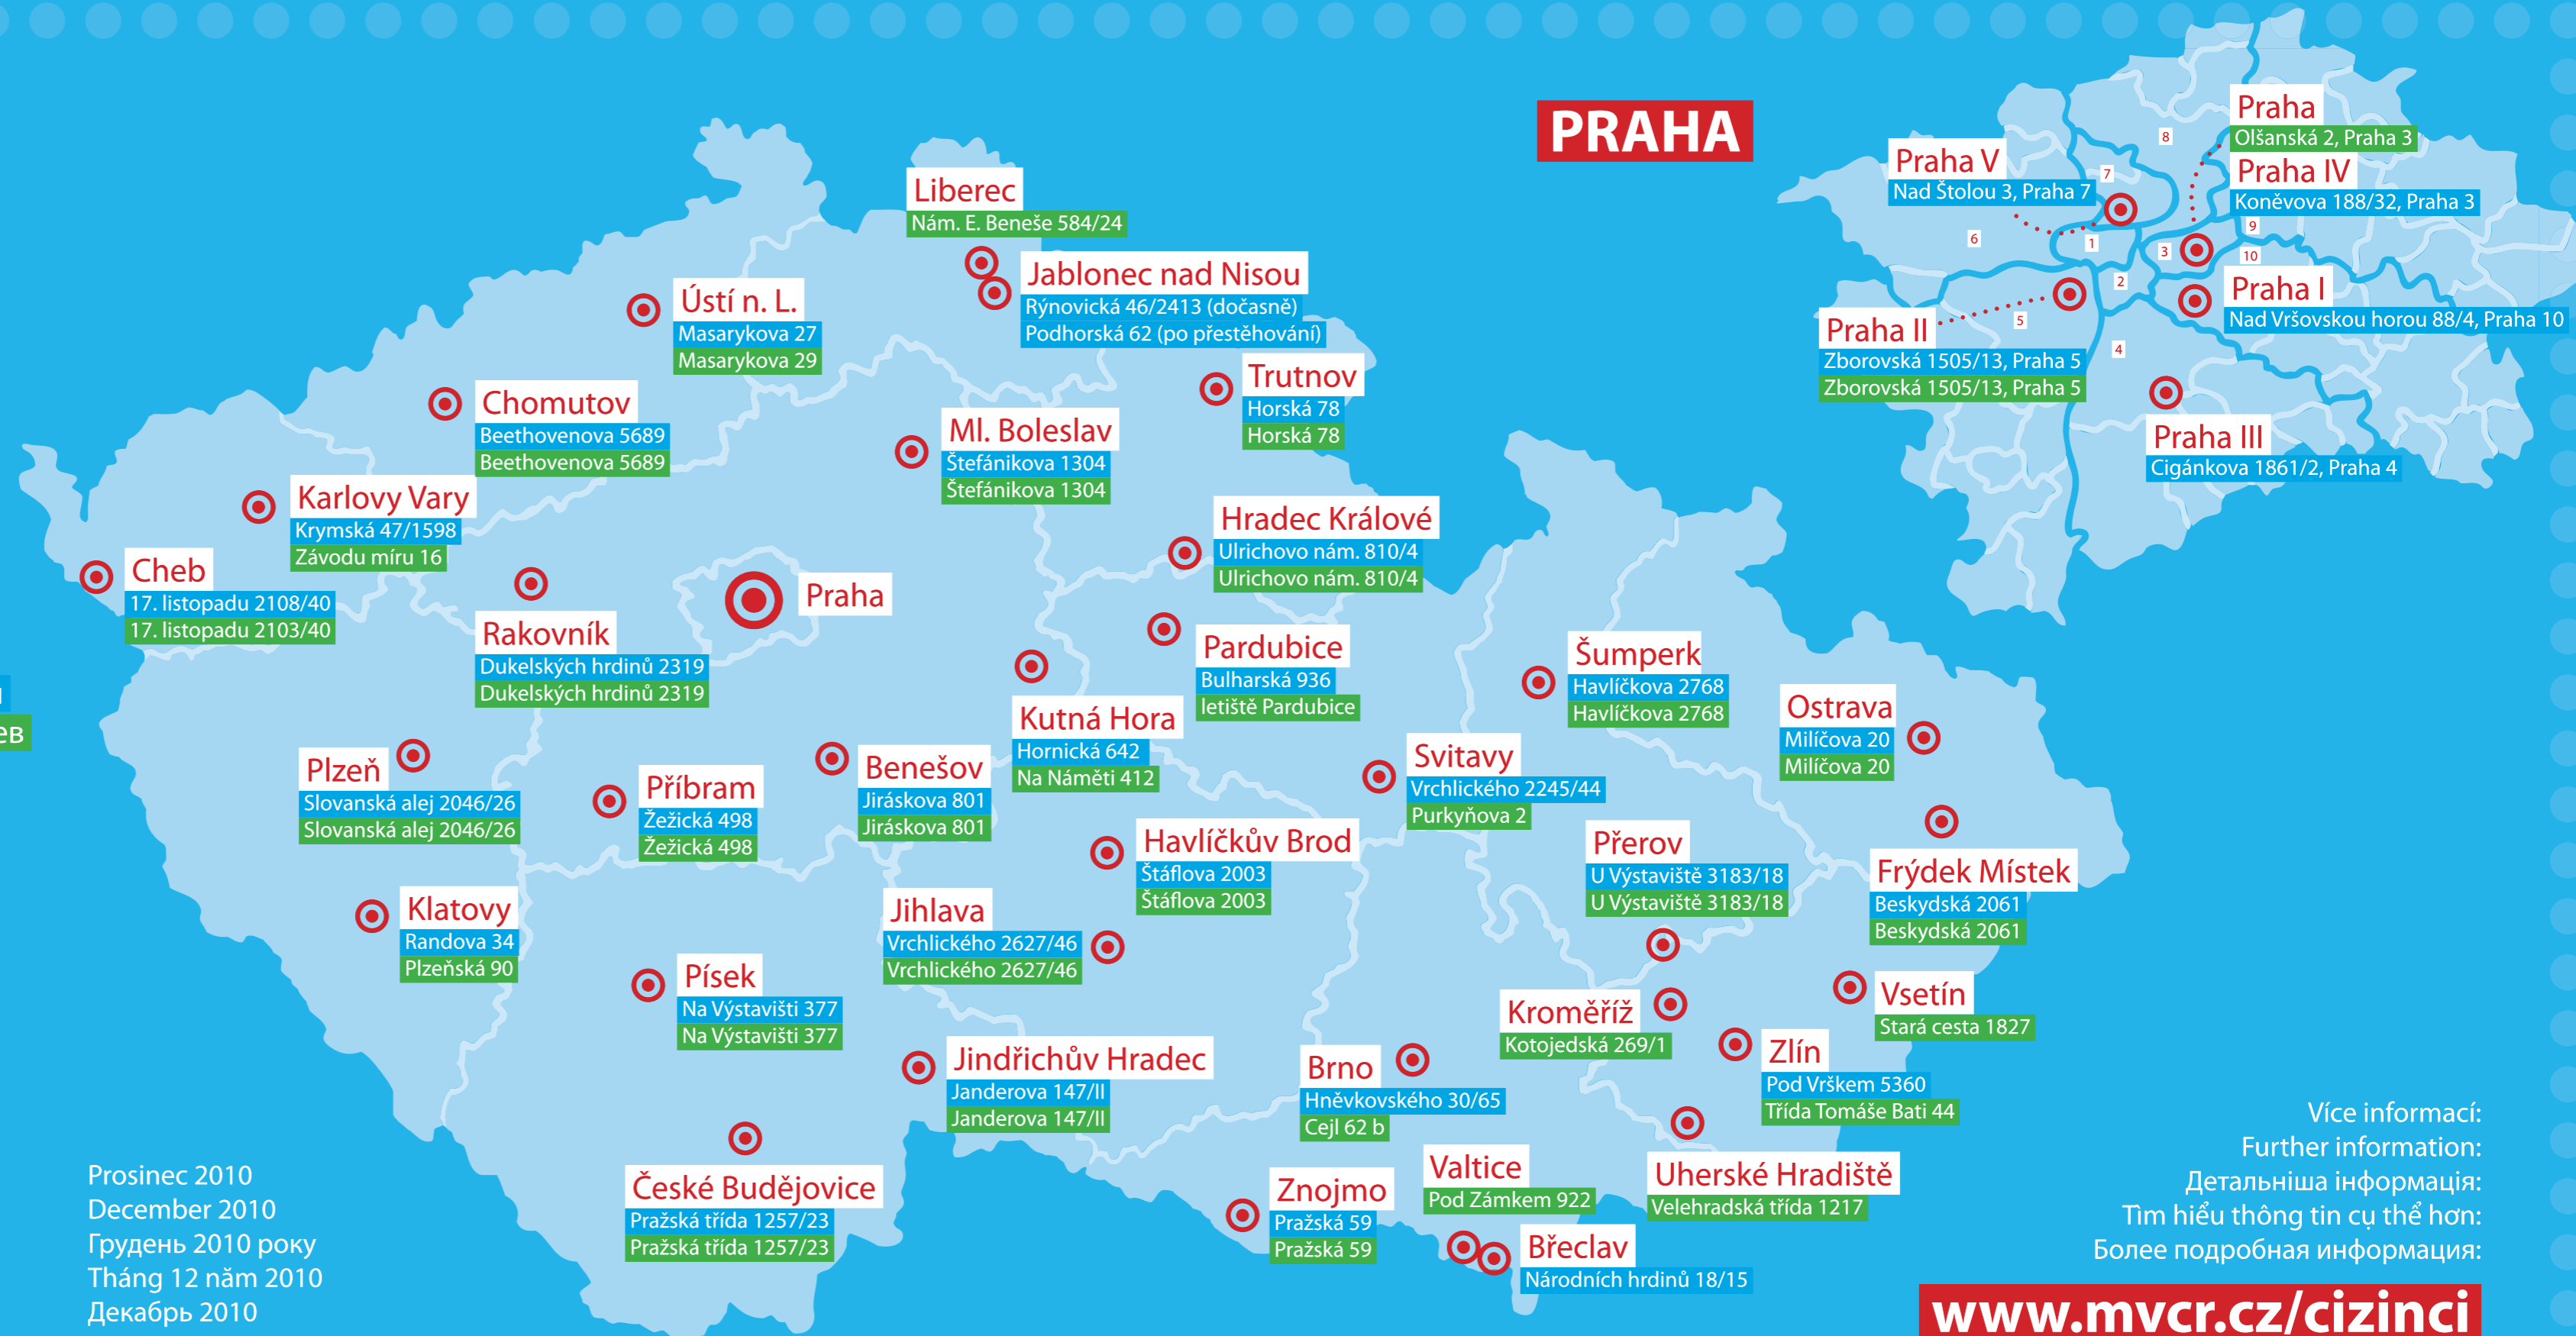 PRAHA
Praha
Olšanská 2, Praha 3
Praha V
Nad Štolou 3, Praha 7
Praha IV
Koněvova 188/32, Praha 3
8
7
6
1
9
3
10
2
5
4
Praha I
Nad Vršovskou horou 88/4, Praha 10
Praha II
Zborovská 1505/13, Praha 5
Zborovská 1505/13, Praha 5
Praha III
Cigánkova 1861/2, Praha 4
Liberec
Nám. E. Beneše 584/24
Jablonec nad Nisou
Rýnovická 46/2413 (dočasně)
Podhorská 62 (po přestěhování)
Ústí n. L.
Masarykova 27
Masarykova 29
Trutnov
Horská 78
Horská 78
Chomutov
Beethovenova 5689
Beethovenova 5689
Ml. Boleslav
Štefánikova 1304
Štefánikova 1304
Karlovy Vary
Krymská 47/1598
Závodu míru 16
Hradec Králové
Ulrichovo nám. 810/4
Ulrichovo nám. 810/4
Cheb
17. listopadu 2108/40
17. listopadu 2103/40
Praha
Rakovník
Dukelských hrdinů 2319
Dukelských hrdinů 2319
Pardubice
Bulharská 936
letiště Pardubice
Šumperk
Havlíčkova 2768
Havlíčkova 2768
Kutná Hora
Hornická 642
Na Náměti 412
Ostrava
Milíčova 20
Milíčova 20
ев
Plzeň
Slovanská alej 2046/26
Slovanská alej 2046/26
Příbram
Žežická 498
Žežická 498
Benešov
Jiráskova 801
Jiráskova 801
Svitavy
Vrchlického 2245/44
Purkyňova 2
Havlíčkův Brod
Štáflova 2003
Štáflova 2003
Přerov
U Výstaviště 3183/18
U Výstaviště 3183/18
Frýdek Místek
Beskydská 2061
Beskydská 2061
Klatovy
Randova 34
Plzeňská 90
Jihlava
Vrchlického 2627/46
Vrchlického 2627/46
Písek
Na Výstavišti 377
Na Výstavišti 377
Kroměříž
Kotojedská 269/1
Vsetín
Stará cesta 1827
Jindřichův Hradec
Janderova 147/II
Janderova 147/II
Brno
Hněvkovského 30/65
Cejl 62 b
Zlín
Pod Vrškem 5360
Třída Tomáše Bati 44
České Budějovice
Pražská třída 1257/23
Pražská třída 1257/23
Znojmo
Pražská 59
Pražská 59
Valtice
Pod Zámkem 922
Uherské Hradiště
Velehradská třída 1217
Břeclav
Národních hrdinů 18/15
Prosinec 2010
December 2010
Грудень 2010 року
Tháng 12 năm 2010
Декабрь 2010
Více informací:
Further information:
Детальніша інформація:
Tìm hiểu thông tin cụ thể hơn:
Более подробная информация:
www.mvcr.cz/cizinci